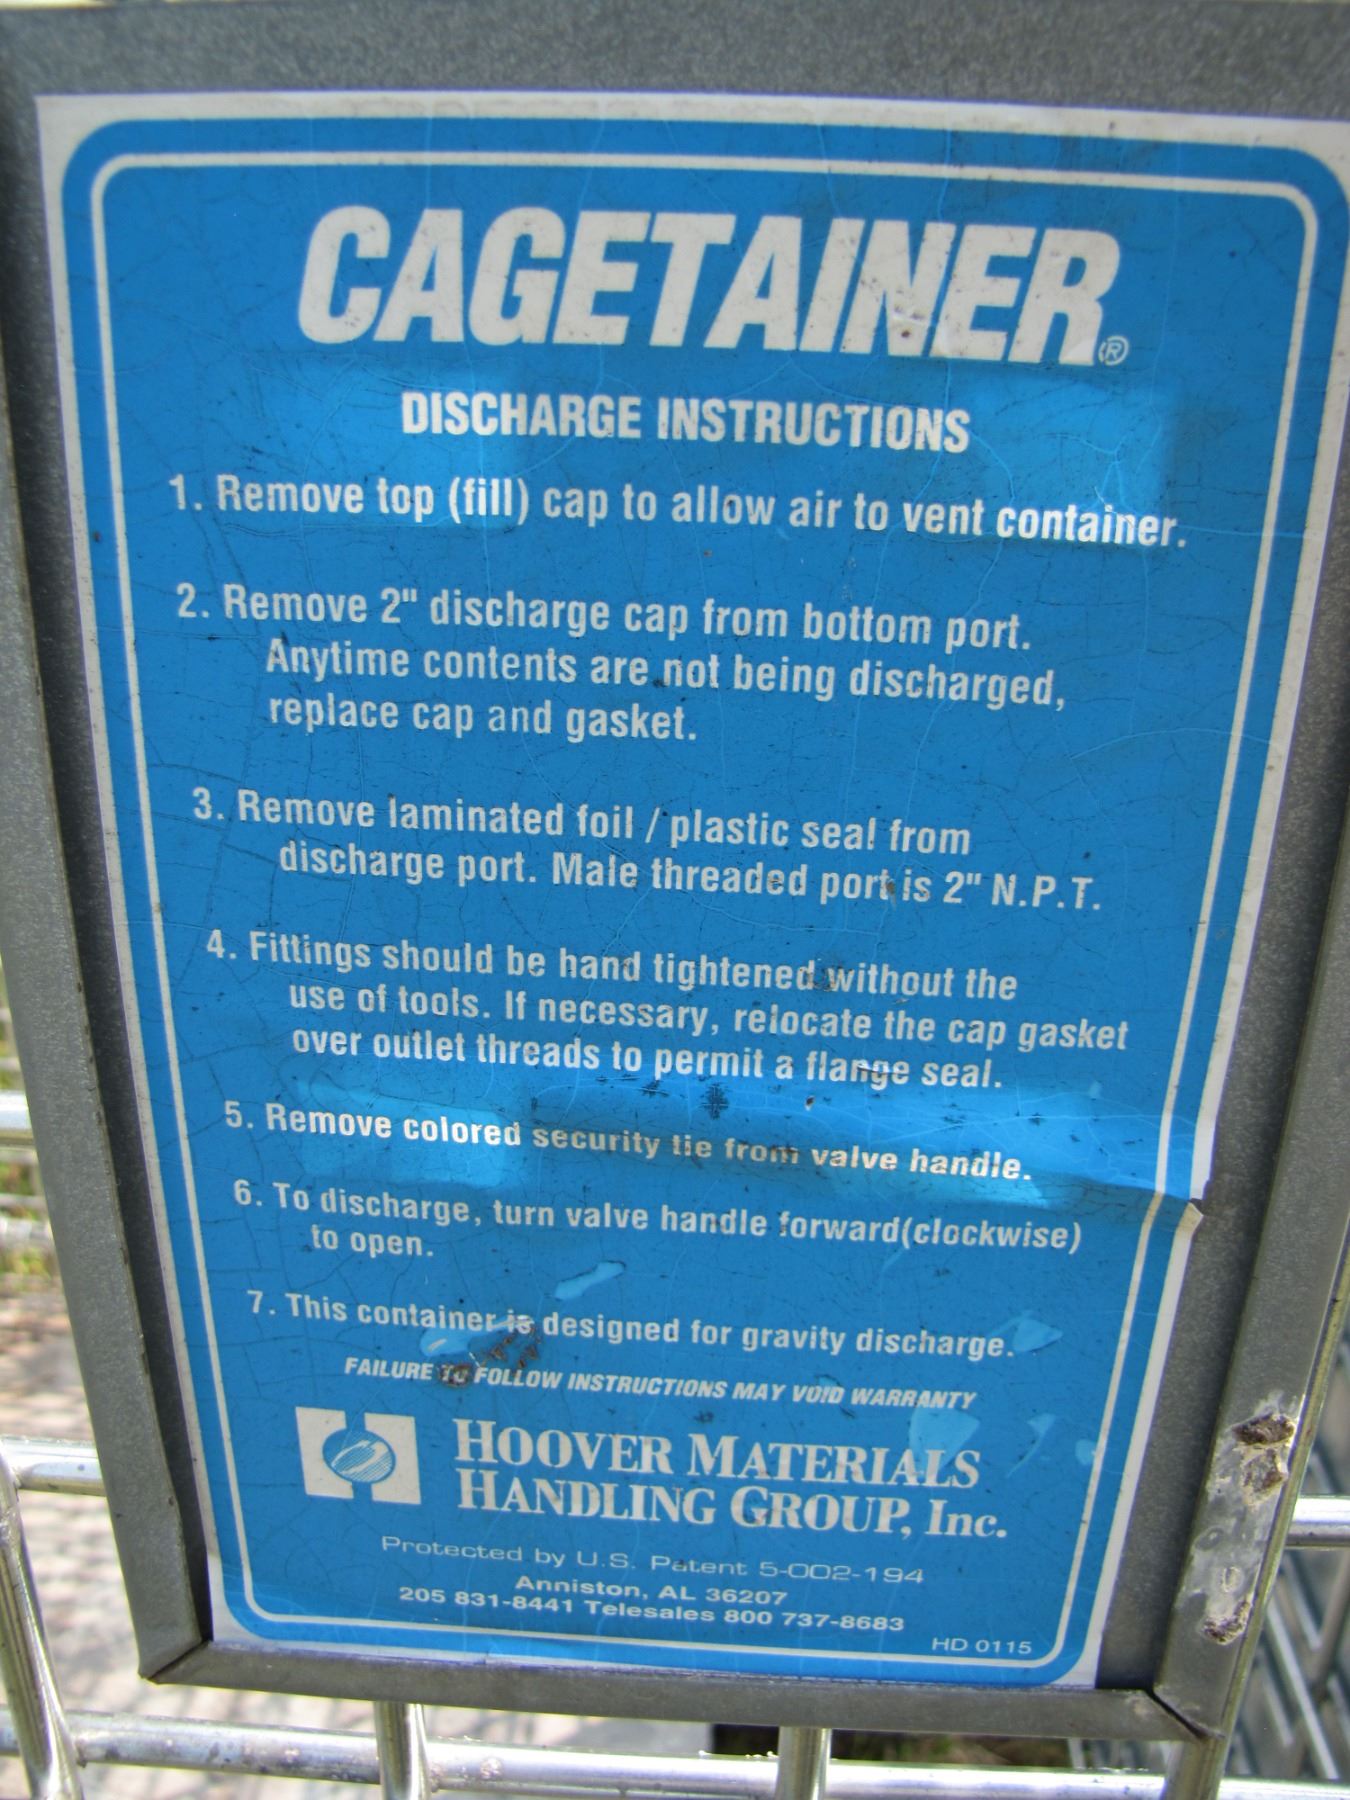 CAGETAINER®
DISCHARGE INSTRUCTIONS
1. Remove top (fill) cap to allow air to vent container.
2. Remove 2" discharge cap from bottom port.
Anytime contents are not being discharged,
replace cap and gasket.
3. Remove laminated foil / plastic seal from
discharge port. Male threaded port is 2" N.P.T.
4. Fittings should be hand tightened without the
use of tools. If necessary, relocate the cap gasket
over outlet threads to permit a flange seal.
5. Remove colored security tie from valve handle.
6. To discharge, turn valve handle forward(clockwise)
to open.
7. This container is designed for gravity discharge.
FAILURE TO FOLLOW INSTRUCTIONS MAY VOID WARRANTY
HOOVER MATERIALS
HANDLING GROUP, Inc.
Protected by U.S. Patent 5-002-194
Anniston, AL 36207
205 831-8441 Telesales 800 737-8683
HD 0115